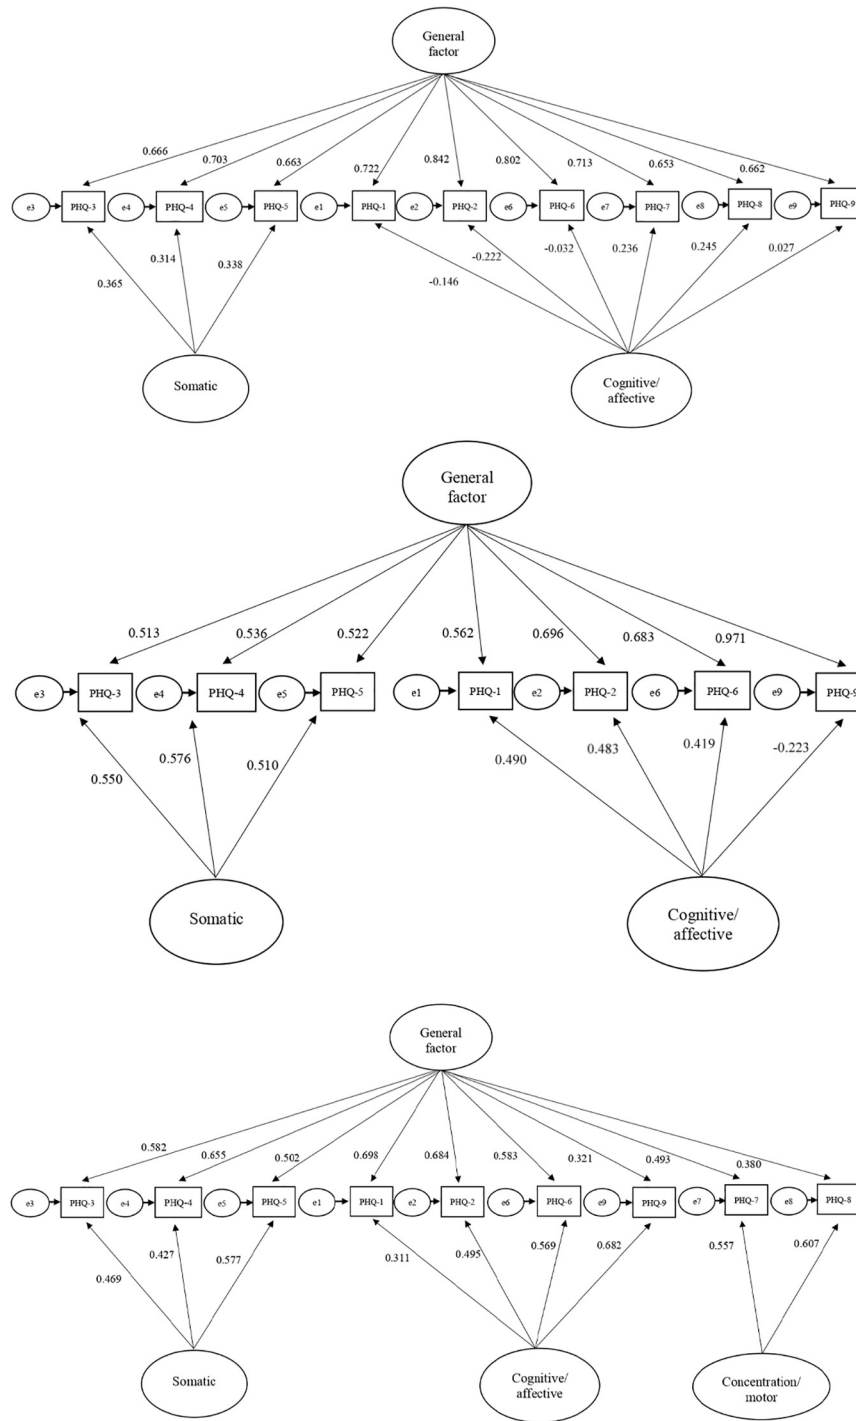 General
factor
0.666
0.703
0.663
0.722
0.842
0.802
0.713
0.653
0.662
e3
PHQ-3
e4
PHQ-4
e5
PHQ-5
e1
PHQ-1
e2
PHQ-2
e6
PHQ-6
e7
PHQ-7
e8
PHQ-8
e9
PHQ-9
0.365
0.314
0.338
-0.146
-0.222
-0.032
0.236
0.245
0.027
Somatic
Cognitive/
affective
General
factor
0.513
0.536
0.522
0.562
0.696
0.683
0.971
e3
PHQ-3
e4
PHQ-4
e5
PHQ-5
e1
PHQ-1
e2
PHQ-2
e6
PHQ-6
e9
PHQ-9
0.550
0.576
0.510
0.490
0.483
0.419
-0.223
Somatic
Cognitive/
affective
General
factor
0.582
0.655
0.502
0.698
0.684
0.583
0.321
0.493
0.380
e3
PHQ-3
e4
PHQ-4
e5
PHQ-5
e1
PHQ-1
e2
PHQ-2
e6
PHQ-6
e9
PHQ-9
e7
PHQ-7
e8
PHQ-8
0.469
0.427
0.577
0.311
0.495
0.569
0.682
0.557
0.607
Somatic
Cognitive/
affective
Concentration/
motor